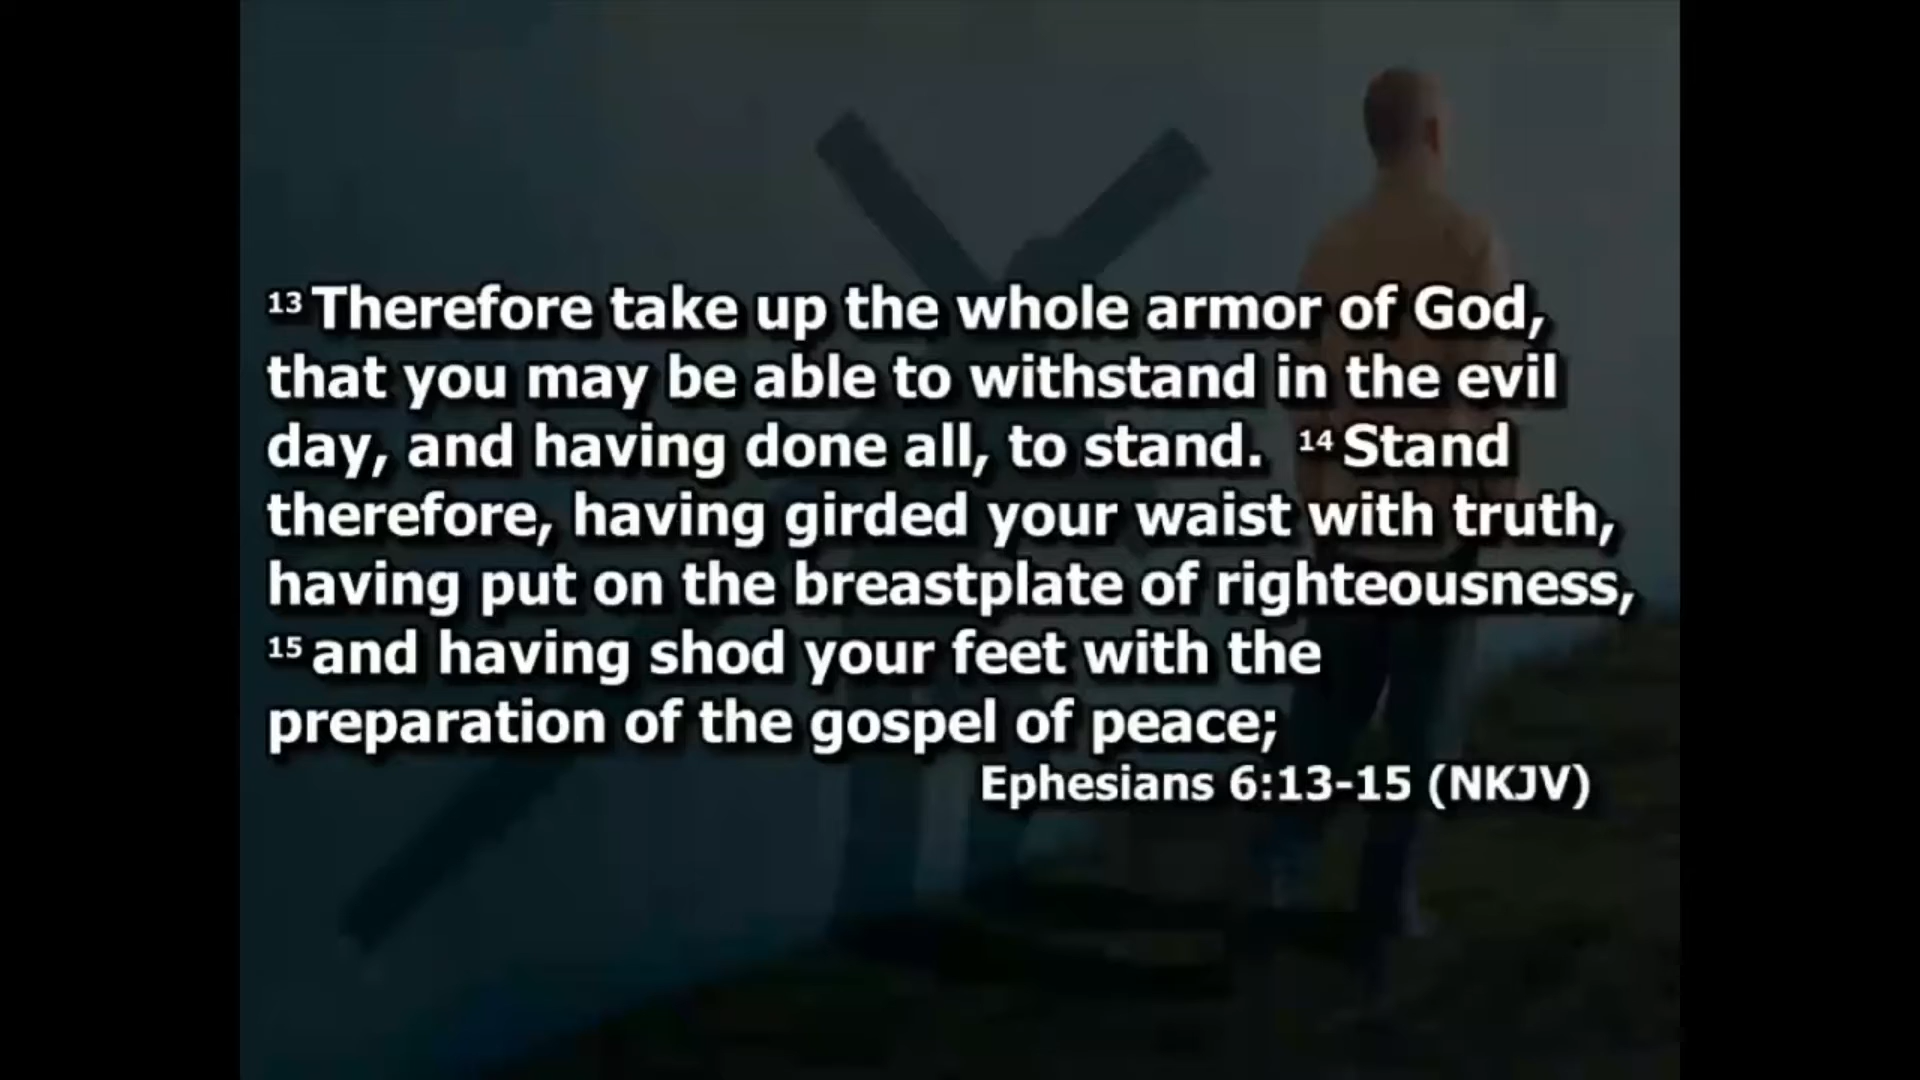 13 Therefore take up the whole armor of God,
that you may be able to withstand in the evil
day, and having done all, to stand. 14 Stand
therefore, having girded your waist with truth,
having put on the breastplate of righteousness,
15 and having shod your feet with the
preparation of the gospel of peace;
Ephesians 6:13-15 (NKJV)